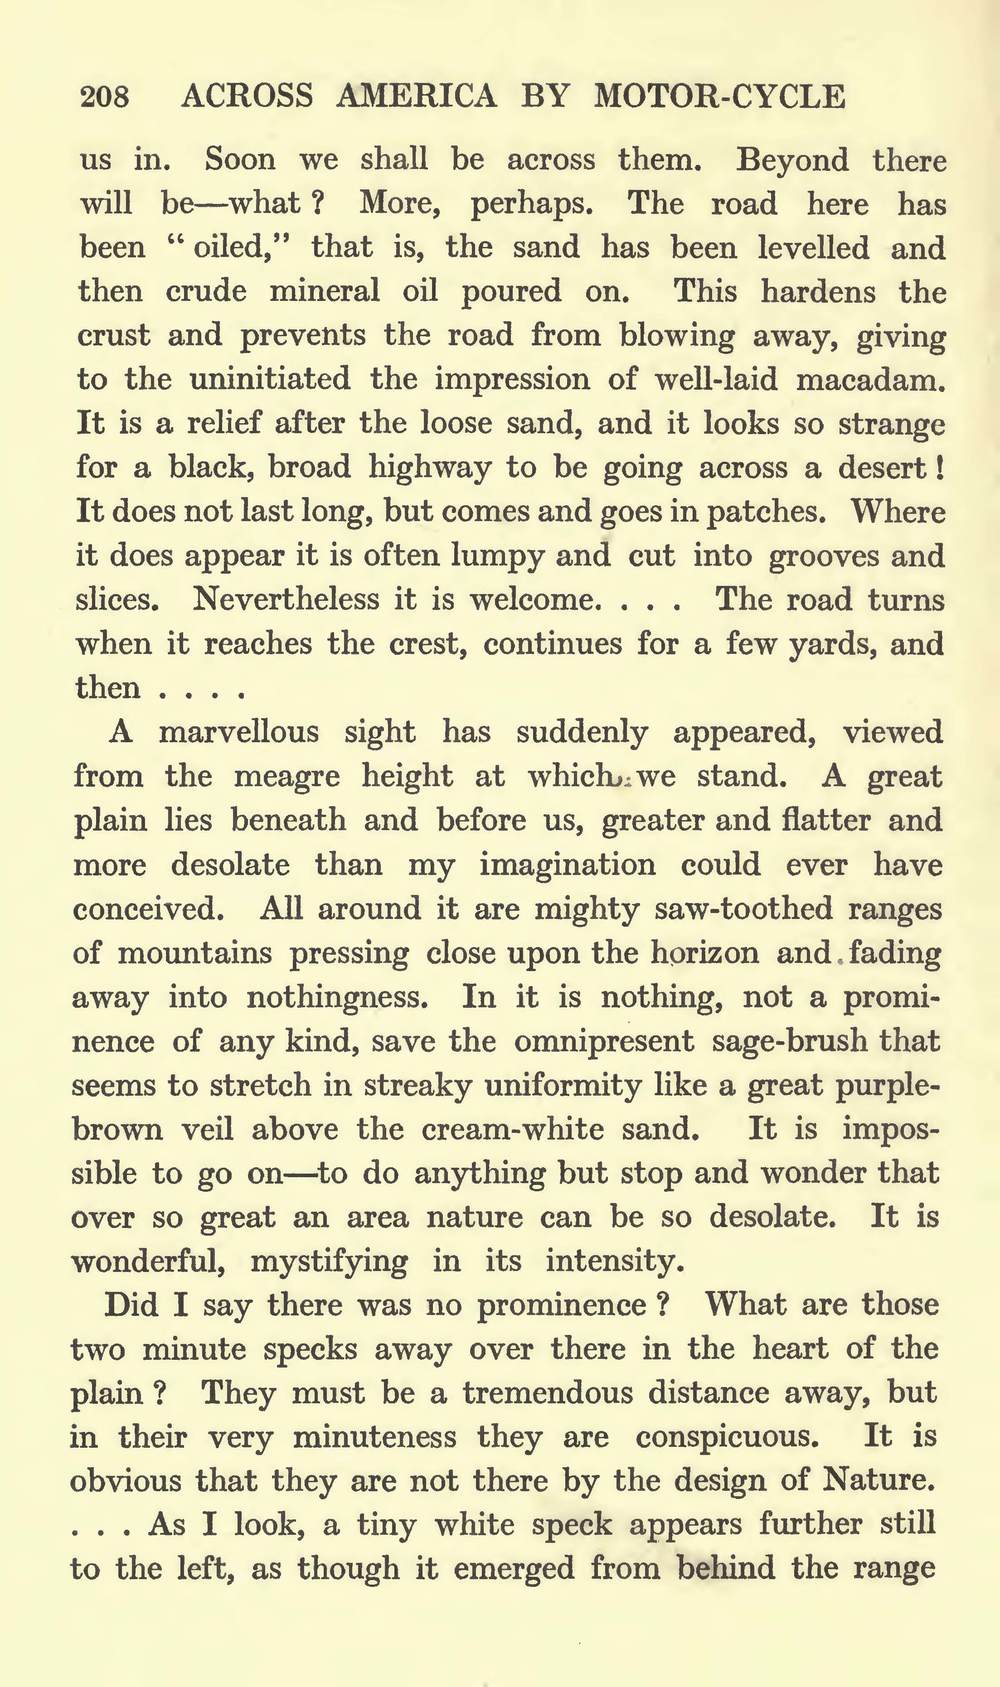 208 ACROSS AMERICA BY MOTOR-CYCLE
us in. Soon we shall be across them. Beyond there
will be—what ? More, perhaps. The road here has
been “ oiled,” that is, the sand has been levelled and
then crude mineral oil poured on. This hardens the
crust and prevents the road from blowing away, giving
to the uninitiated the impression of well-laid macadam.
It is a relief after the loose sand, and it looks so strange
for a black, broad highway to be going across a desert !
It does not last long, but comes and goes in patches. Where
it does appear it is often lumpy and cut into grooves and
slices. Nevertheless it is welcome. . . . The road turns
when it reaches the crest, continues for a few yards, and
then . . . .
A marvellous sight has suddenly appeared, viewed
from the meagre height at which we stand. A great
plain lies beneath and before us, greater and flatter and
more desolate than my imagination could ever have
conceived. All around it are mighty saw-toothed ranges
of mountains pressing close upon the horizon and fading
away into nothingness. In it is nothing, not a promi-
nence of any kind, save the omnipresent sage-brush that
seems to stretch in streaky uniformity like a great purple-
brown veil above the cream-white sand. It is impos-
sible to go on—to do anything but stop and wonder that
over so great an area nature can be so desolate. It is
wonderful, mystifying in its intensity.
Did I say there was no prominence ? What are those
two minute specks away over there in the heart of the
plain ? They must be a tremendous distance away, but
in their very minuteness they are conspicuous. It is
obvious that they are not there by the design of Nature.
. . . As I look, a tiny white speck appears further still
to the left, as though it emerged from behind the range